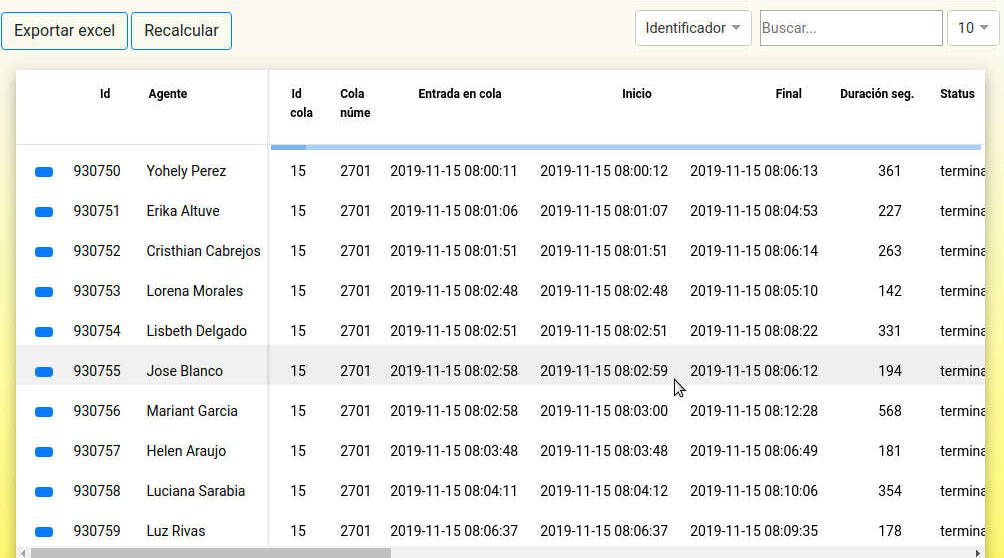 Exportar excel Recalcular Identificador Buscar... 10
Id Agente Id cola Cola núme Entrada en cola Inicio Final Duración seg. Status
930750 Yohely Perez 15 2701 2019-11-15 08:00:11 2019-11-15 08:00:12 2019-11-15 08:06:13 361 termina
930751 Erika Altuve 15 2701 2019-11-15 08:01:06 2019-11-15 08:01:07 2019-11-15 08:04:53 227 termina
930752 Cristhian Cabrejos 15 2701 2019-11-15 08:01:51 2019-11-15 08:01:51 2019-11-15 08:06:14 263 termina
930753 Lorena Morales 15 2701 2019-11-15 08:02:48 2019-11-15 08:02:48 2019-11-15 08:05:10 142 termina
930754 Lisbeth Delgado 15 2701 2019-11-15 08:02:51 2019-11-15 08:02:51 2019-11-15 08:08:22 331 termina
930755 Jose Blanco 15 2701 2019-11-15 08:02:58 2019-11-15 08:02:59 2019-11-15 08:06:12 194 termina
930756 Mariant Garcia 15 2701 2019-11-15 08:02:58 2019-11-15 08:03:00 2019-11-15 08:12:28 568 termina
930757 Helen Araujo 15 2701 2019-11-15 08:03:48 2019-11-15 08:03:48 2019-11-15 08:06:49 181 termina
930758 Luciana Sarabia 15 2701 2019-11-15 08:04:11 2019-11-15 08:04:12 2019-11-15 08:10:06 354 termina
930759 Luz Rivas 15 2701 2019-11-15 08:06:37 2019-11-15 08:06:37 2019-11-15 08:09:35 178 termina